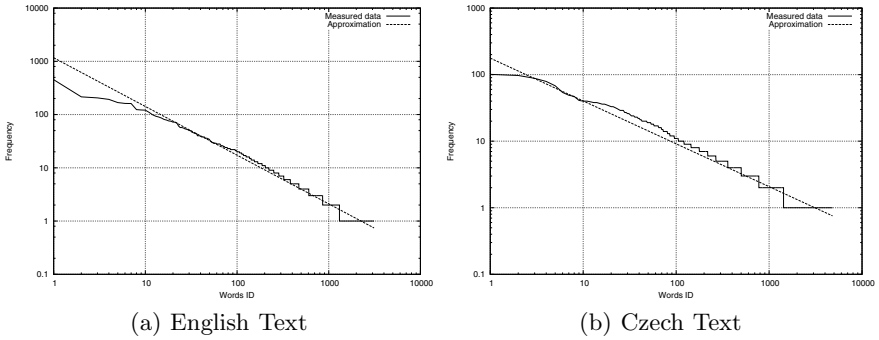 10000
1000
100
10
1
0.1
Frequency
1 10 100 1000 10000
Words ID
Measured data
Approximation
(a) English Text
1000
100
10
1
0.1
Frequency
1 10 100 1000 10000
Words ID
Measured data
Approximation
(b) Czech Text